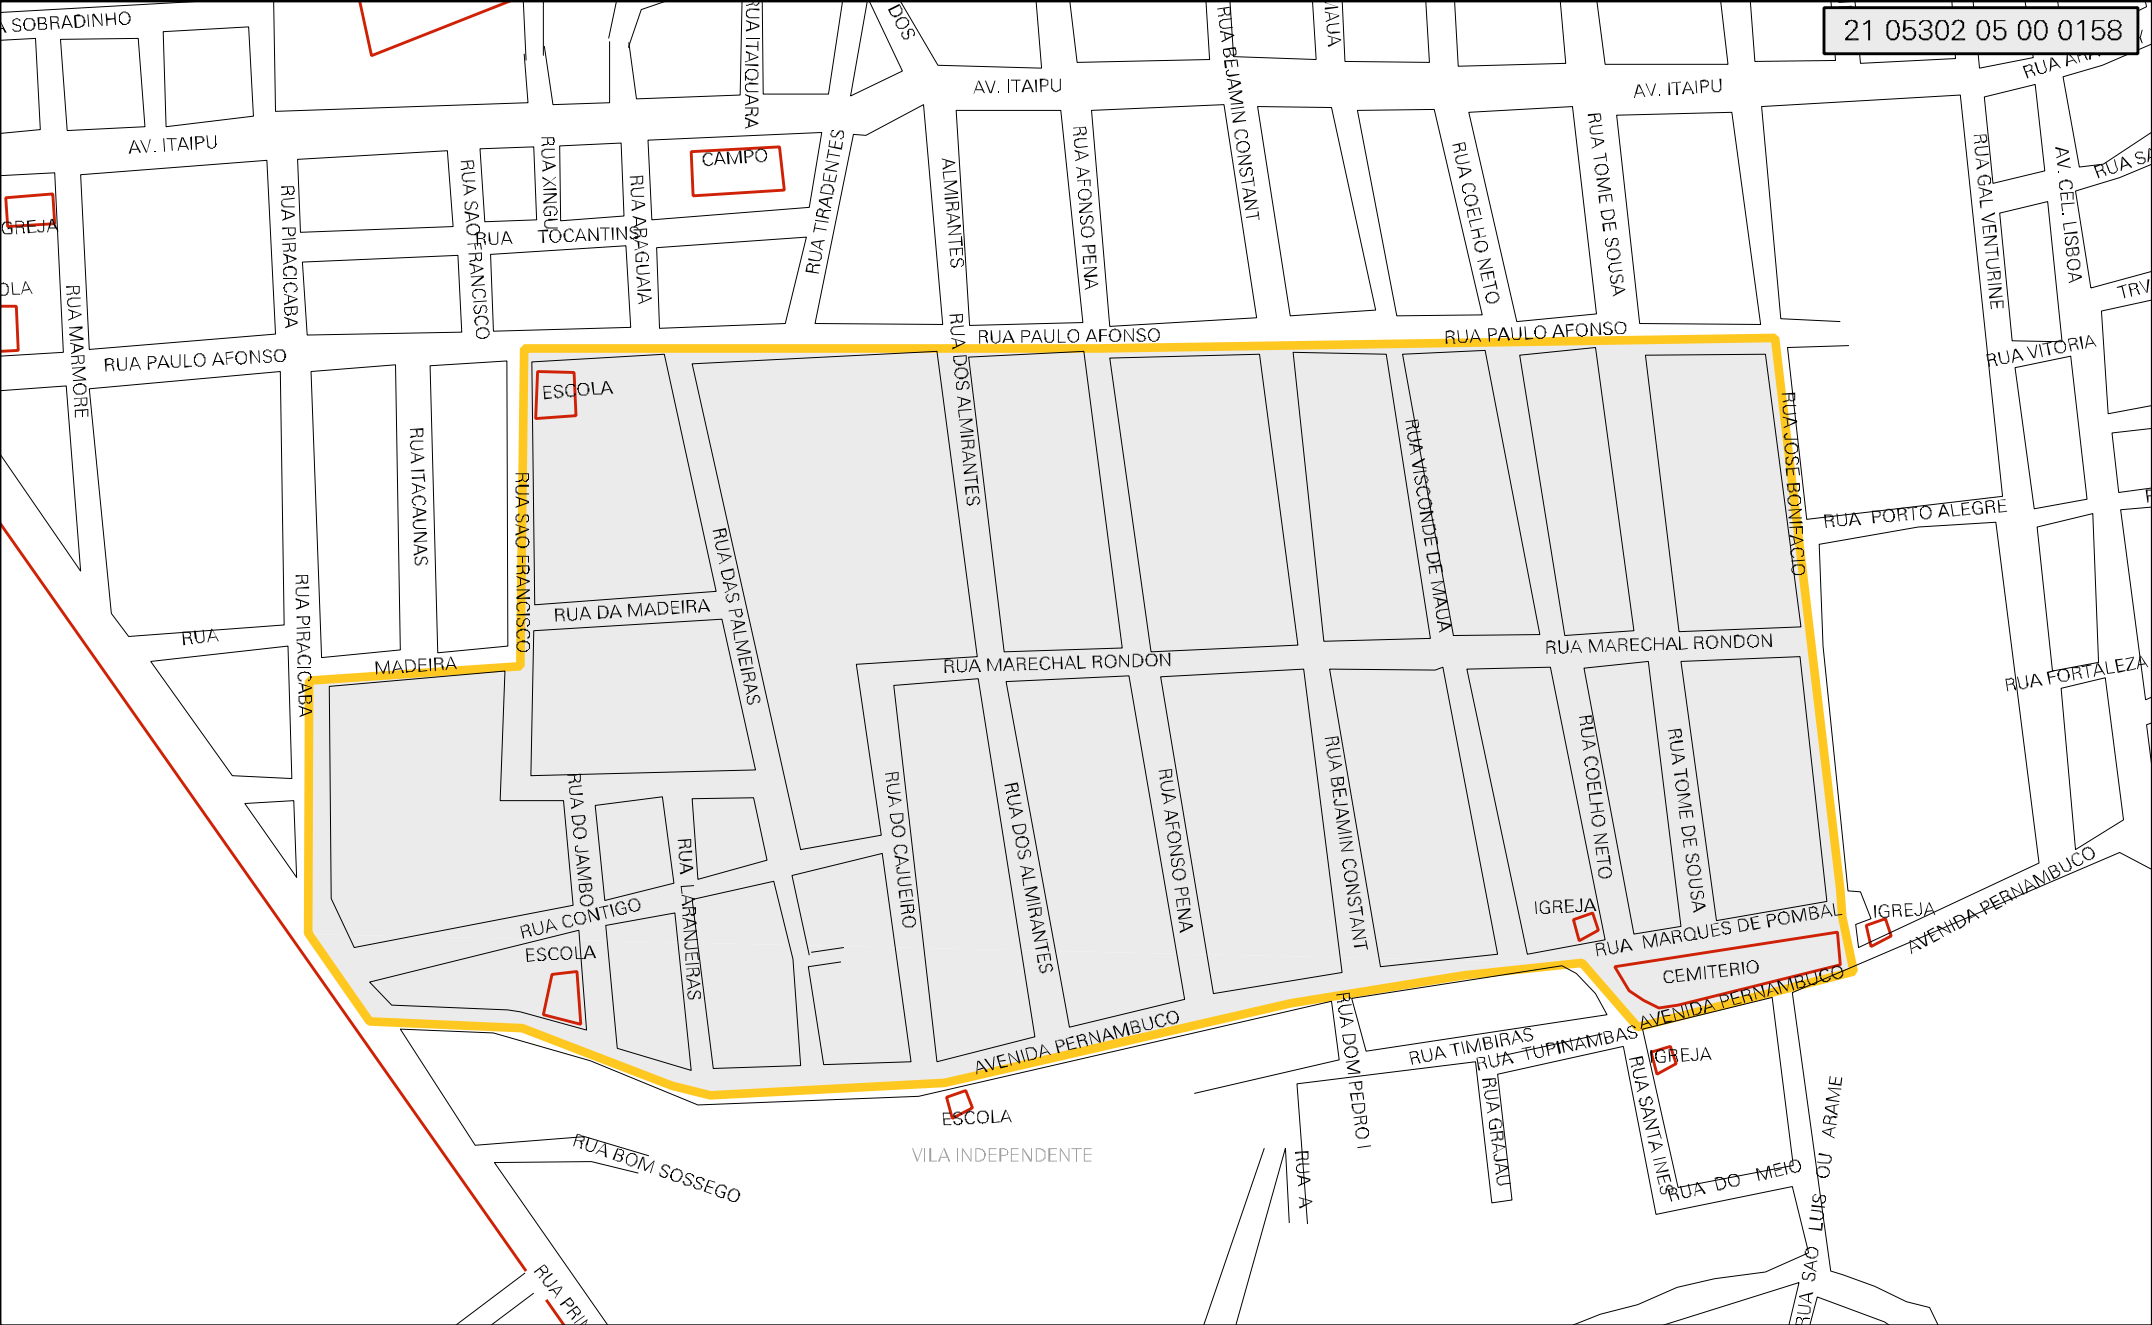 21 05302 05 00 0158
A SOBRADINHO
RUA ITAIQUARA
DOS
RUA BEJAMIN CONSTANT
AV. ITAIPU
AV. ITAIPU
AV. ITAIPU
RUA XINGU
CAMPO
RUA TIRADENTES
ALMIRANTES
RUA AFONSO PENA
RUA COELHO NETO
RUA TOME DE SOUSA
RUA GAL VENTURINE
AV. CEL. LISBOA
RUA SA
TRV
GREJA
OLA
RUA MARMORE
RUA PIRACICABA
RUA SAO FRANCISCO
RUA ARAGUAIA
RUA TOCANTINS
RUA PAULO AFONSO
RUA PAULO AFONSO
RUA PAULO AFONSO
RUA VITORIA
ESCOLA
RUA DOS ALMIRANTES
RUA ITACAUNAS
RUA SAO FRANCISCO
RUA VISCONDE DE MAUA
RUA JOSE BONIFACIO
RUA PORTO ALEGRE
RUA DAS PALMEIRAS
RUA DA MADEIRA
RUA
MADEIRA
RUA PIRACICABA
RUA MARECHAL RONDON
RUA MARECHAL RONDON
RUA FORTALEZA
RUA DO JAMBO
RUA LARANJEIRAS
RUA DO CAJUEIRO
RUA DOS ALMIRANTES
RUA AFONSO PENA
RUA BEJAMIN CONSTANT
RUA COELHO NETO
RUA TOME DE SOUSA
RUA CONTIGO
ESCOLA
IGREJA
RUA MARQUES DE POMBAL
IGREJA
AVENIDA PERNAMBUCO
CEMITERIO
AVENIDA PERNAMBUCO
AVENIDA PERNAMBUCO
RUA DOM PEDRO I
RUA TIMBIRAS
RUA TUPINAMBAS
IGREJA
ESCOLA
RUA GRAJAU
RUA SANTA INES
VILA INDEPENDENTE
RUA BOM SOSSEGO
RUA A
RUA DO MEIO
RUA SAO LUIS OU ARAME
RUA PRIN